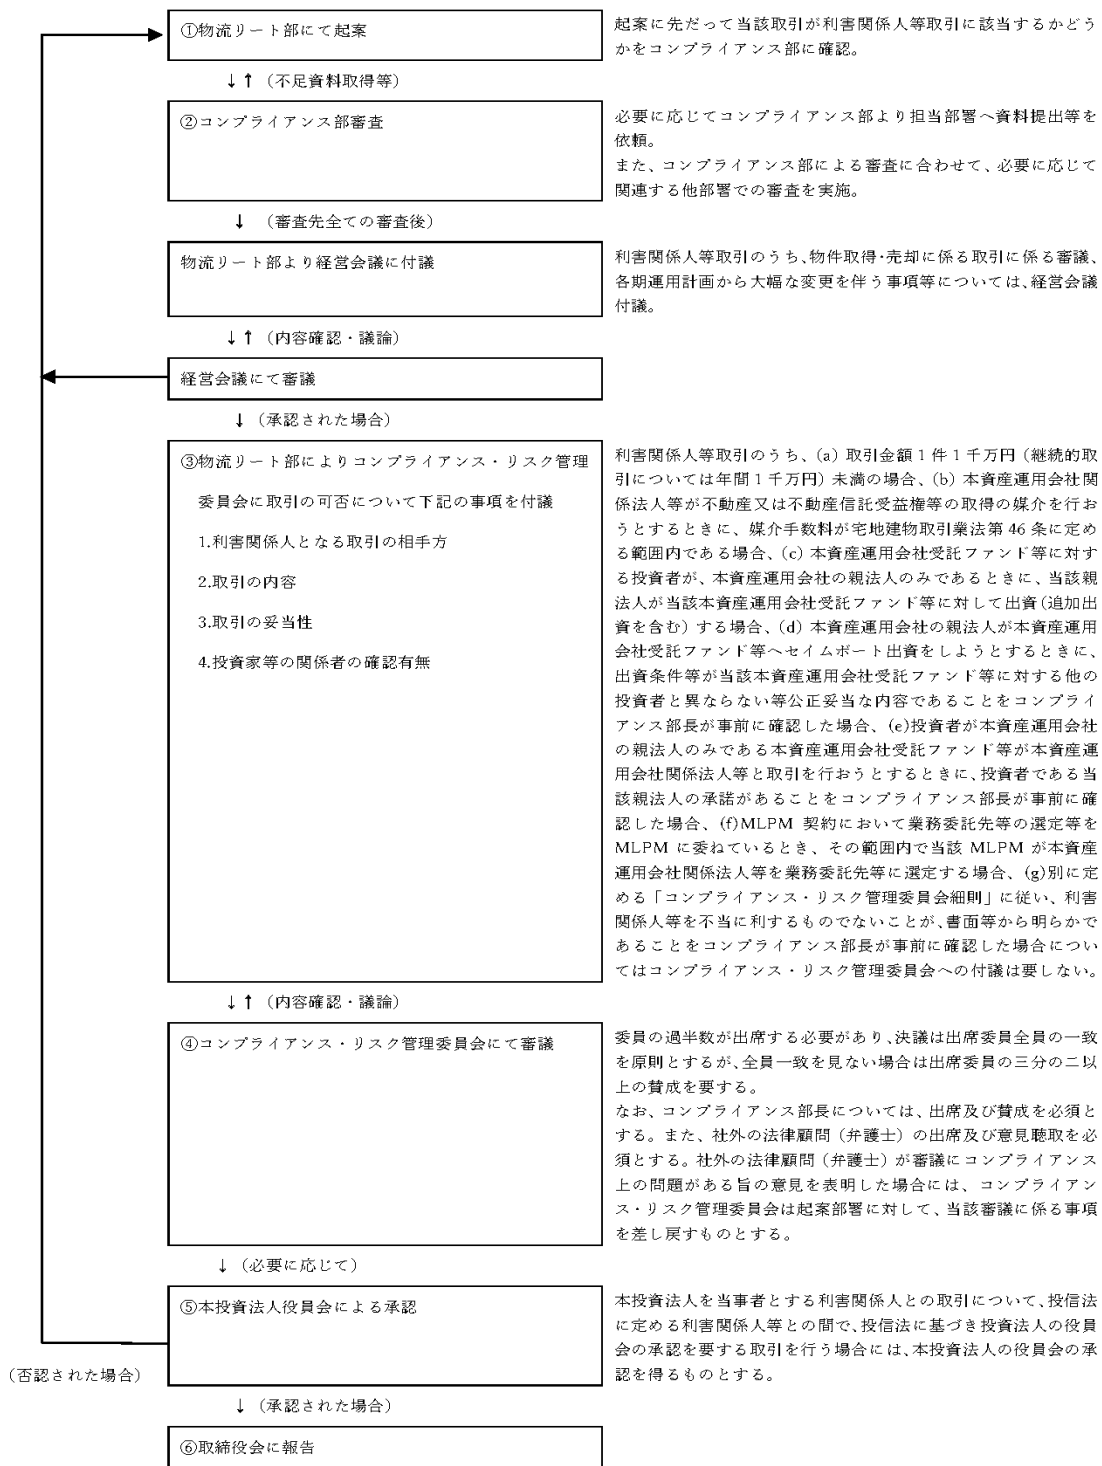 ①物流リート部にて起案
起案に先だって当該取引が利害関係人等取引に該当するかどう
かをコンプライアンス部に確認。
↓↑（不足資料取得等）
②コンプライアンス部審査
必要に応じてコンプライアンス部より担当部署へ資料提出等を
依頼。
また、コンプライアンス部による審査に合わせて、必要に応じて
関連する他部署での審査を実施。
↓（審査先全ての審査後）
物流リート部より経営会議に付議
利害関係人等取引のうち、物件取得・売却に係る取引に係る審議、
各期運用計画から大幅な変更を伴う事項等については、経営会議
付議。
↓↑（内容確認・議論）
経営会議にて審議
↓（承認された場合）
③物流リート部によりコンプライアンス・リスク管理
委員会に取引の可否について下記の事項を付議
1.利害関係人となる取引の相手方
2.取引の内容
3.取引の妥当性
4.投資家等の関係者の確認有無
利害関係人等取引のうち、(a) 取引金額1件1千万円（継続的取
引については年間1千万円）未満の場合、(b) 本資産運用会社関
係法人等が不動産又は不動産信託受益権等の取得の媒介を行お
うとするときに、媒介手数料が宅地建物取引業法第 46 条に定め
る範囲内である場合、(c) 本資産運用会社受託ファンド等に対す
る投資者が、本資産運用会社の親法人のみであるときに、当該親
法人が当該本資産運用会社受託ファンド等に対して出資（追加出
資を含む）する場合、(d) 本資産運用会社の親法人が本資産運用
会社受託ファンド等へセイムボート出資をしようとするときに、
出資条件等が当該本資産運用会社受託ファンド等に対する他の
投資者と異ならない等公正妥当な内容であることをコンプライ
アンス部長が事前に確認した場合、(e)投資者が本資産運用会社
の親法人のみである本資産運用会社受託ファンド等が本資産運
用会社関係法人等と取引を行おうとするときに、投資者である当
該親法人の承諾があることをコンプライアンス部長が事前に確
認した場合、(f)MLPM 契約において業務委託先等の選定等を
MLPM に委ねているとき、その範囲内で当該 MLPM が本資産
運用会社関係法人等を業務委託先等に選定する場合、(g)別に定
める「コンプライアンス・リスク管理委員会細則」に従い、利害
関係人等を不当に利するものでないことが、書面等から明らかで
あることをコンプライアンス部長が事前に確認した場合につい
てはコンプライアンス・リスク管理委員会への付議は要しない。
↓↑（内容確認・議論）
④コンプライアンス・リスク管理委員会にて審議
委員の過半数が出席する必要があり、決議は出席委員全員の一致
を原則とするが、全員一致を見ない場合は出席委員の三分の二以
上の賛成を要する。
なお、コンプライアンス部長については、出席及び賛成を必須と
する。また、社外の法律顧問（弁護士）の出席及び意見聴取を必
須とする。社外の法律顧問（弁護士）が審議にコンプライアンス
上の問題がある旨の意見を表明した場合には、コンプライアン
ス・リスク管理委員会は起案部署に対して、当該審議に係る事項
を差し戻すものとする。
↓（必要に応じて）
⑤本投資法人役員会による承認
本投資法人を当事者とする利害関係人との取引について、投信法
に定める利害関係人等との間で、投信法に基づき投資法人の役員
会の承認を要する取引を行う場合には、本投資法人の役員会の承
認を得るものとする。
（否認された場合）
↓（承認された場合）
⑥取締役会に報告